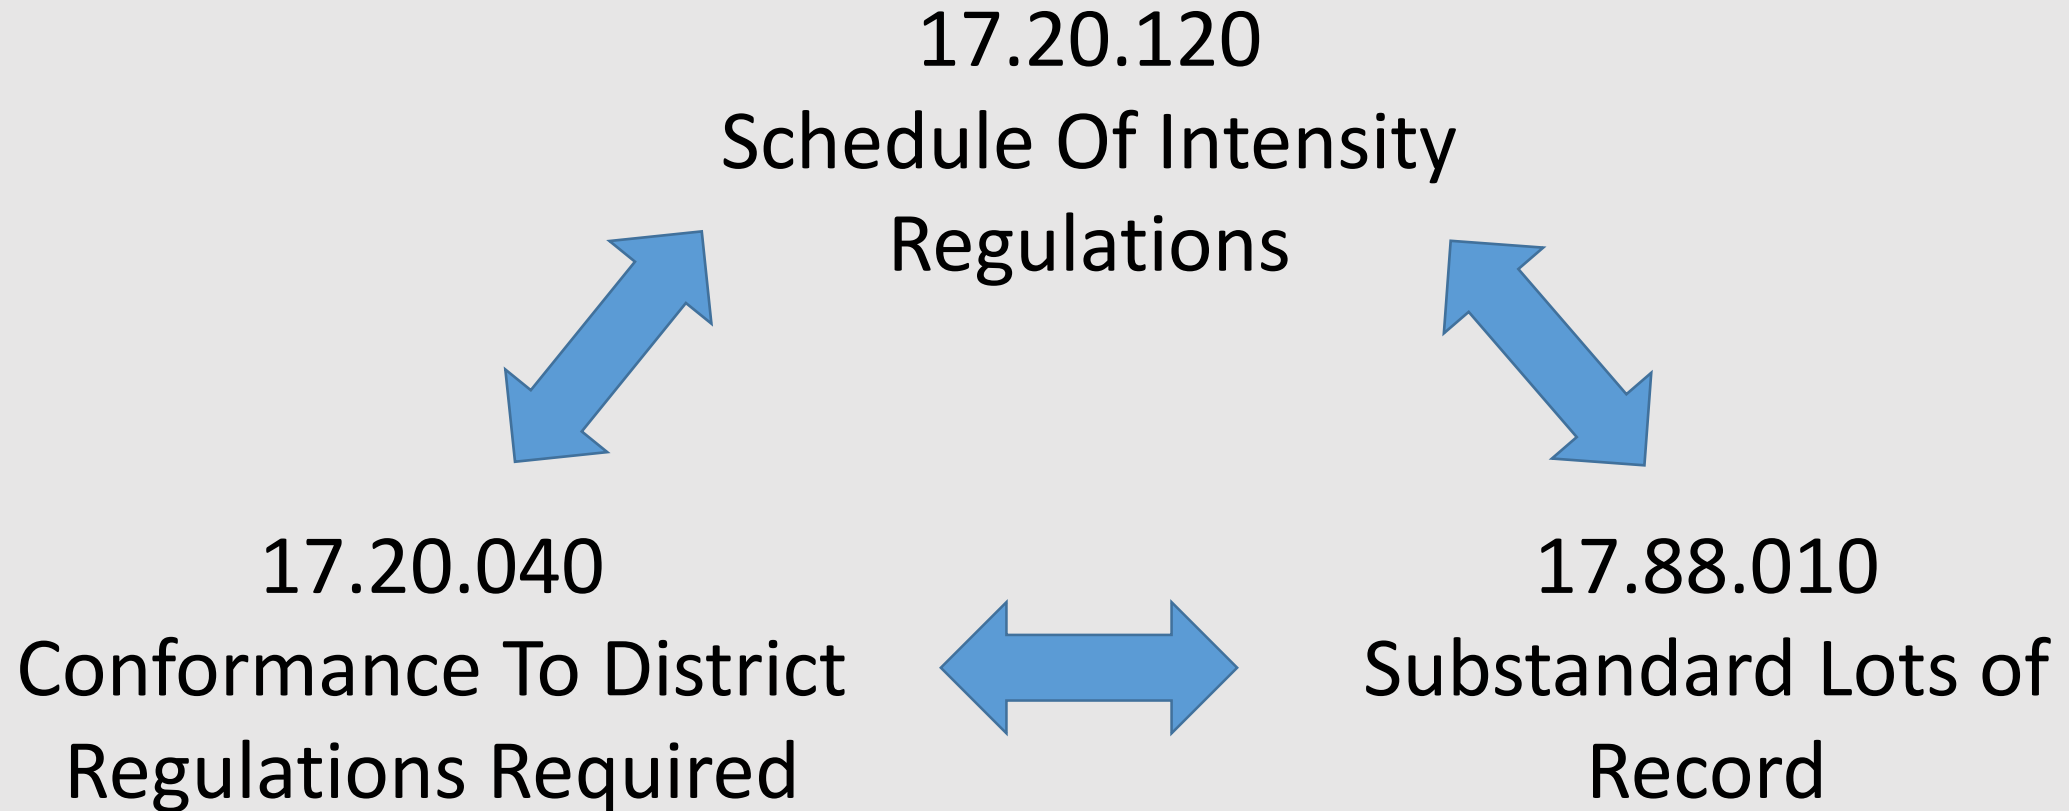 17.20.120
Schedule Of Intensity
Regulations
17.20.040
Conformance To District
Regulations Required
17.88.010
Substandard Lots of
Record